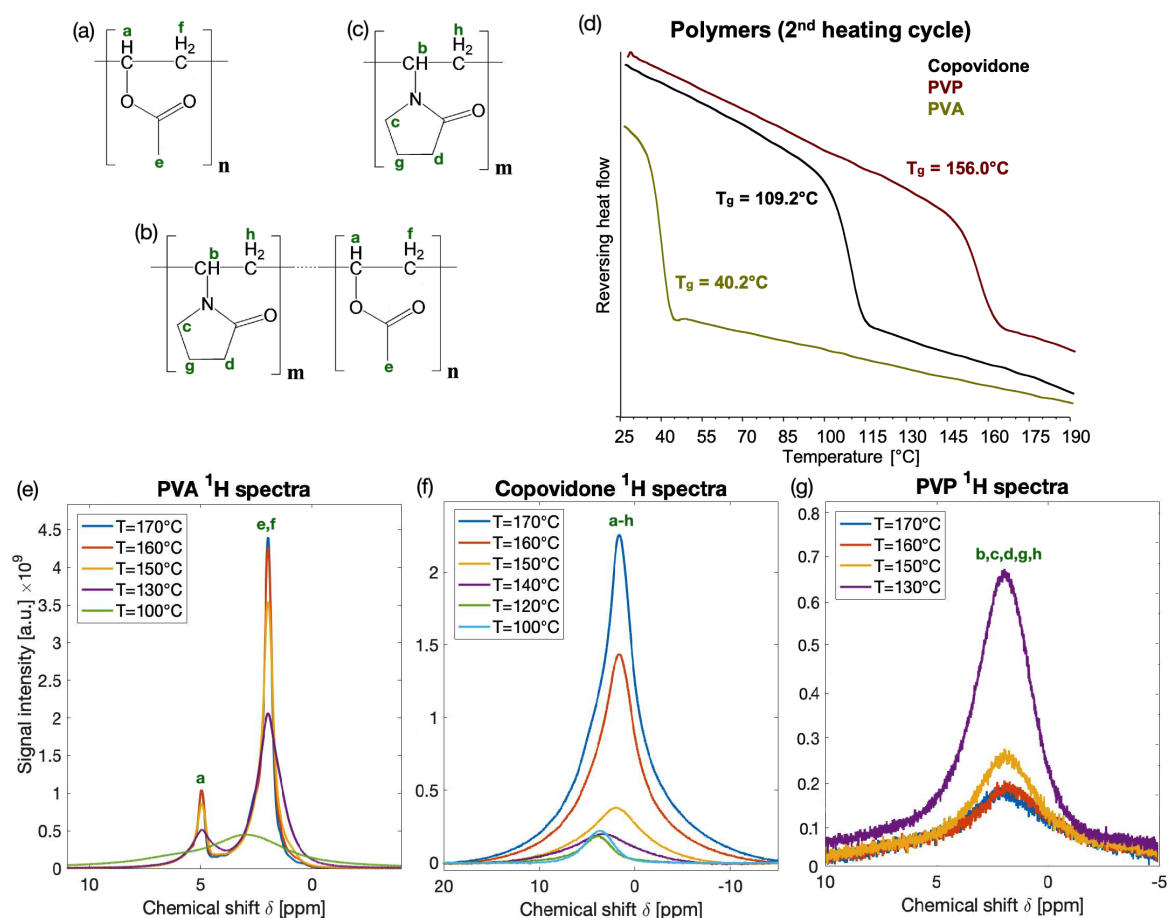 (a)
a
f
H
H2
C
C
O
O
e
n
(c)
b
h
H2
CH
C
N
O
c
g
d
m
(b)
b
h
H2
CH
C
N
O
c
g
d
m
a
f
H
H2
C
C
O
O
e
n
(d)
Polymers (2nd heating cycle)
Copovidone
PVP
PVA
Tg = 156.0°C
Tg = 109.2°C
Tg = 40.2°C
Reversing heat flow
25 40 55 70 85 100 115 130 145 160 175 190
Temperature [°C]
(e)
PVA 1H spectra
T=170°C
T=160°C
T=150°C
T=130°C
T=100°C
e,f
a
4.5
4
3.5
3
2.5
2
1.5
1
0.5
0
Signal intensity [a.u.] ×10^9
10 5 0
Chemical shift δ [ppm]
(f)
Copovidone 1H spectra
T=170°C
T=160°C
T=150°C
T=140°C
T=120°C
T=100°C
a-h
2
1.5
1
0.5
0
20 10 0 -10
Chemical shift δ [ppm]
(g)
PVP 1H spectra
T=170°C
T=160°C
T=150°C
T=130°C
b,c,d,g,h
0.8
0.7
0.6
0.5
0.4
0.3
0.2
0.1
0
10 5 0 -5
Chemical shift δ [ppm]